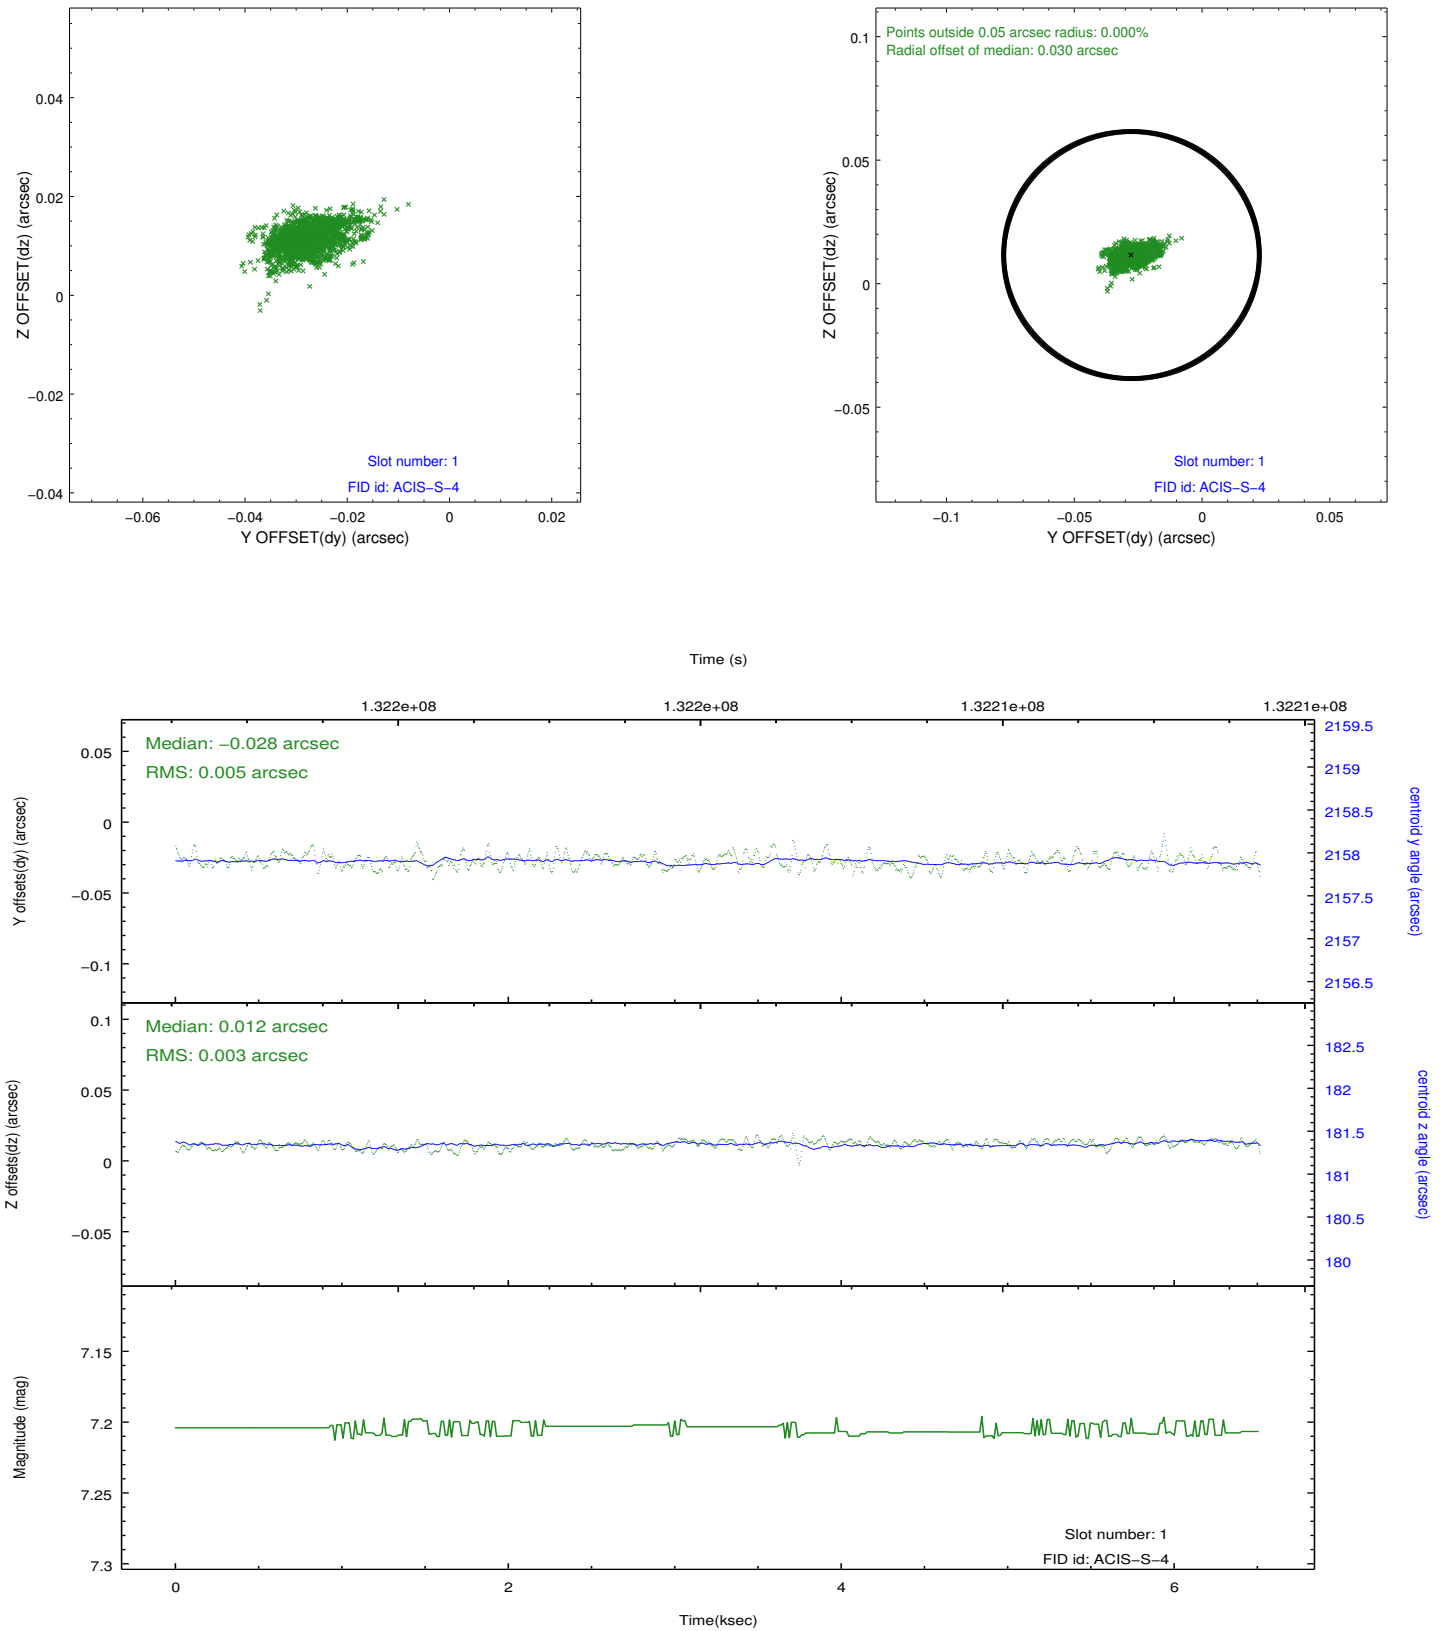 0.04
0.02
0
−0.02
−0.04
Z OFFSET(dz) (arcsec)
Slot number: 1
FID id: ACIS−S−4
−0.06
−0.04
−0.02
0
0.02
Y OFFSET(dy) (arcsec)
Points outside 0.05 arcsec radius: 0.000%
Radial offset of median: 0.030 arcsec
0.1
0.05
0
−0.05
Z OFFSET(dz) (arcsec)
Slot number: 1
FID id: ACIS−S−4
−0.1
−0.05
0
0.05
Y OFFSET(dy) (arcsec)
Time (s)
1.322e+08
1.322e+08
1.3221e+08
1.3221e+08
Median: −0.028 arcsec
RMS: 0.005 arcsec
0.05
0
−0.05
−0.1
Y offsets(dy) (arcsec)
2159.5
2159
2158.5
2158
2157.5
2157
2156.5
centroid y angle (arcsec)
Median: 0.012 arcsec
RMS: 0.003 arcsec
0.1
0.05
0
−0.05
Z offsets(dz) (arcsec)
182.5
182
181.5
181
180.5
180
centroid z angle (arcsec)
7.15
7.2
7.25
7.3
Magnitude (mag)
Slot number: 1
FID id: ACIS−S−4
0
2
4
6
Time(ksec)